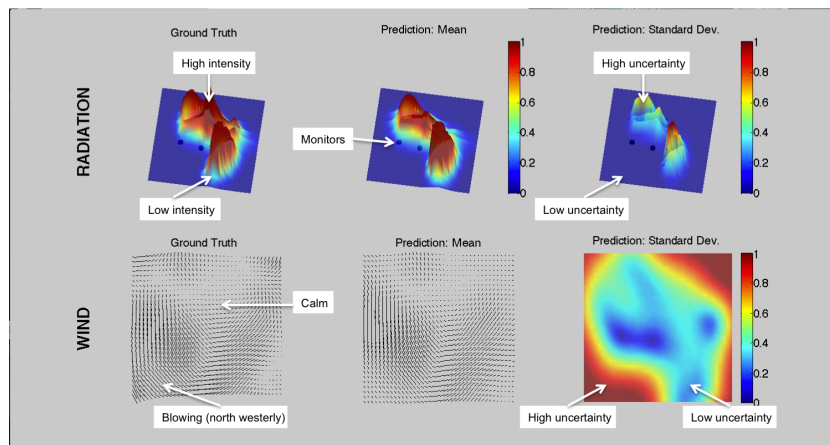 Ground Truth
Prediction: Mean
Prediction: Standard Dev.
High intensity
High uncertainty
RADIATION
Monitors
Low intensity
Low uncertainty
1
0.8
0.6
0.4
0.2
0
1
0.8
0.6
0.4
0.2
0
Ground Truth
Prediction: Mean
Prediction: Standard Dev.
WIND
Calm
Blowing (north westerly)
High uncertainty
Low uncertainty
1
0.8
0.6
0.4
0.2
0